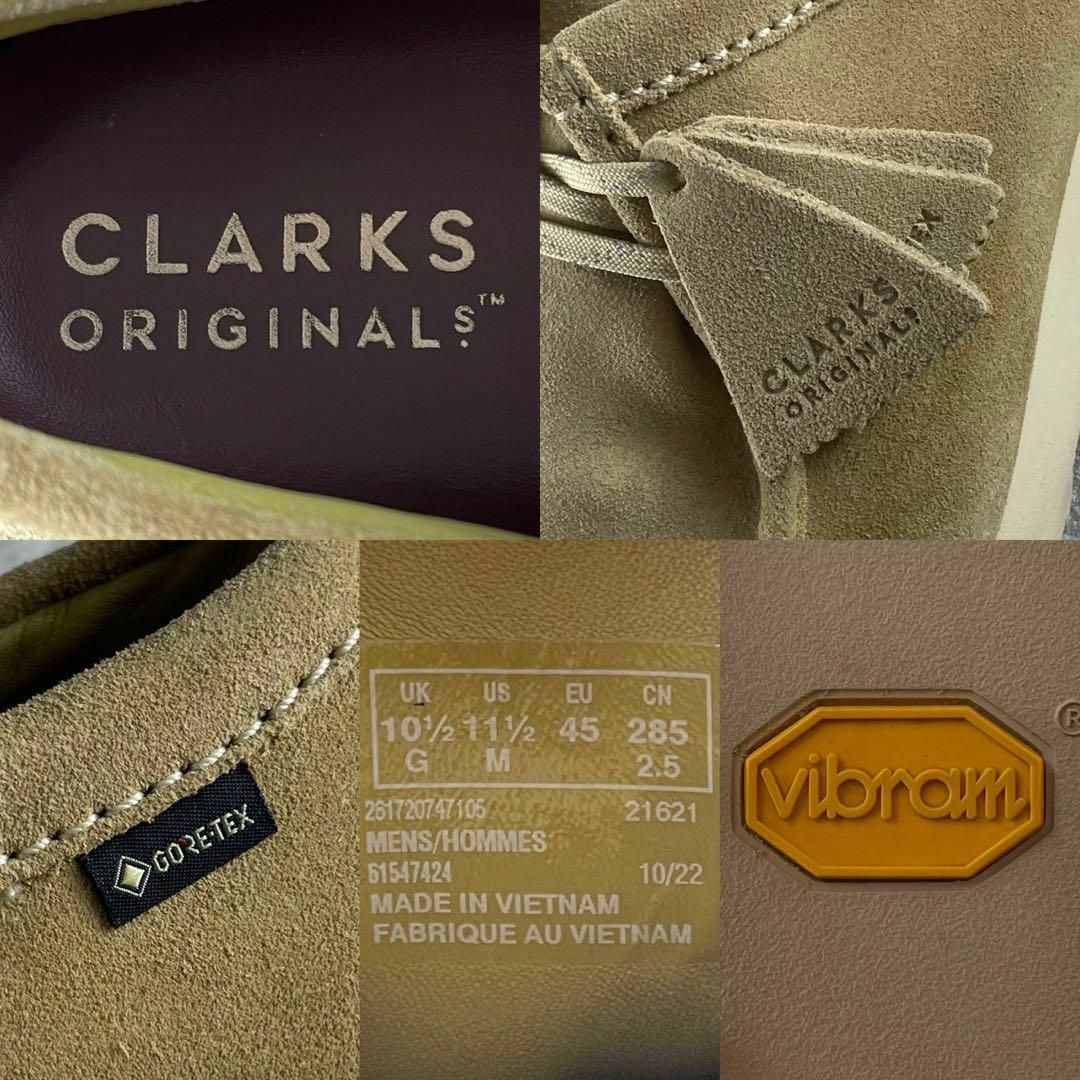 CLARKS
ORIGINALS™
CLARKS
ORIGINALS
GORE-TEX
UK US EU CN
10½ 11½ 45 285
G M 2.5
261720747105 21621
MENS/HOMMES
61547424 10/22
MADE IN VIETNAM
FABRIQUE AU VIETNAM
vibram
®